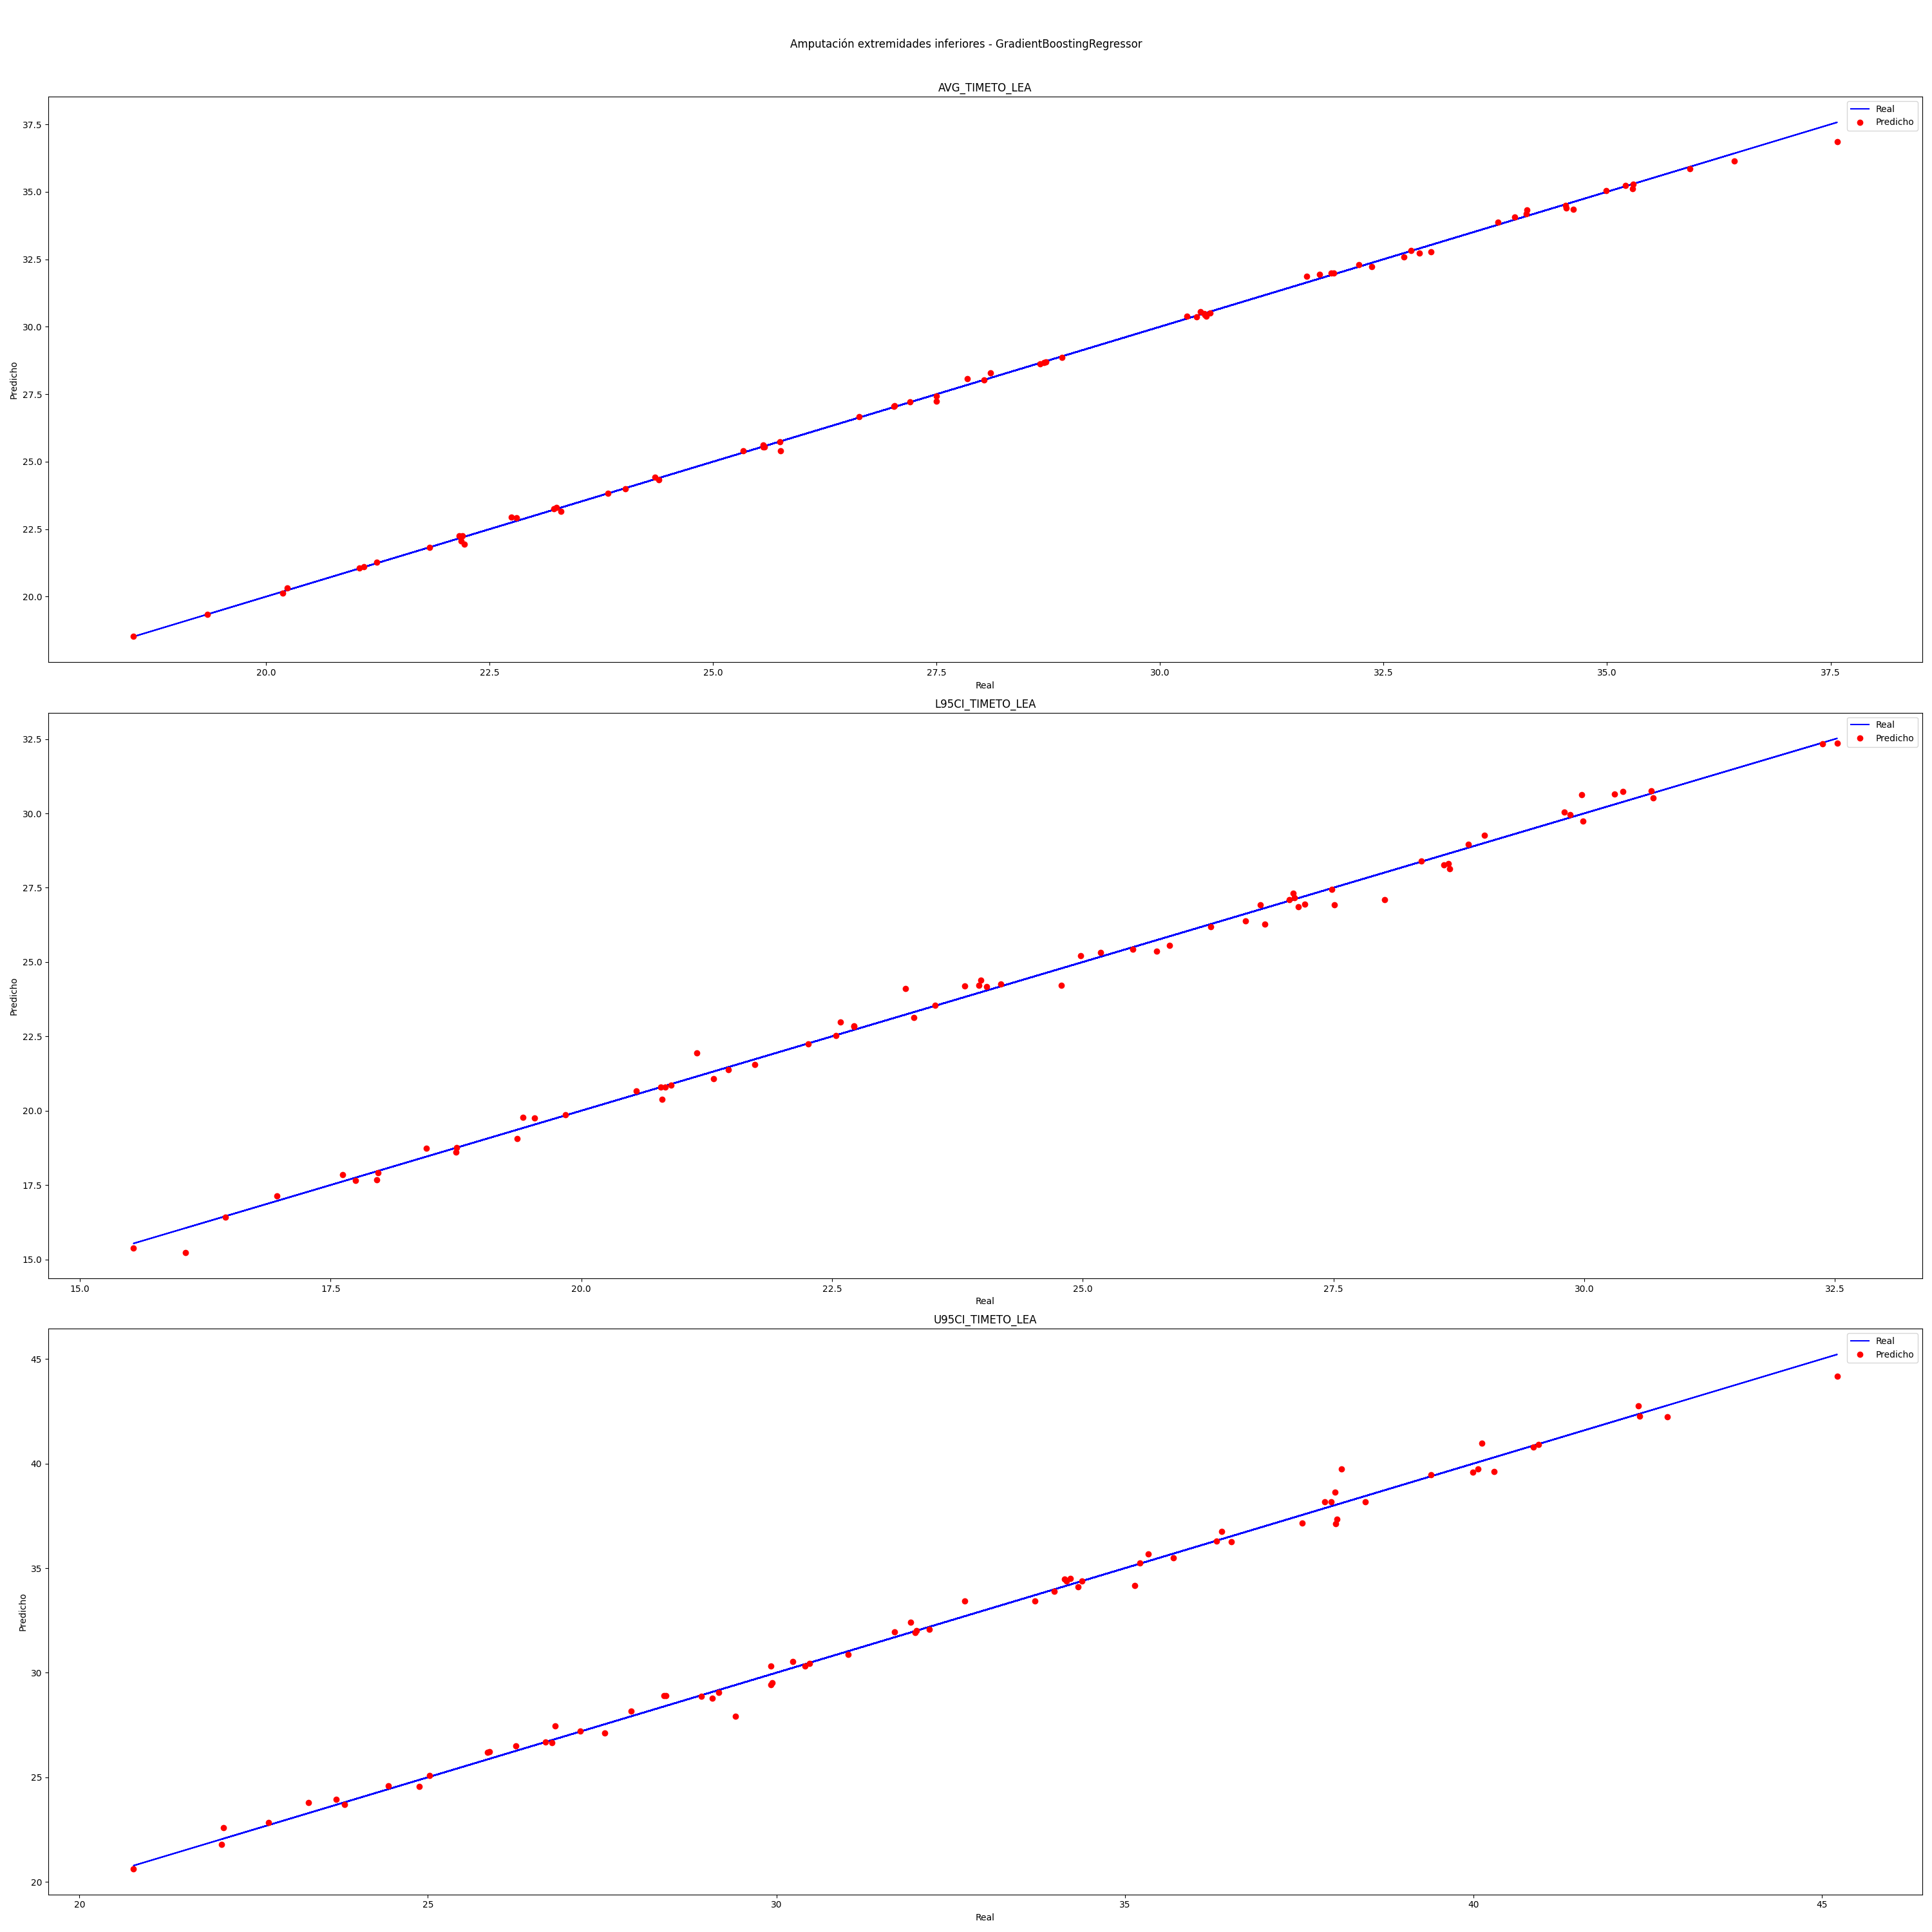 Amputación extremidades inferiores - GradientBoostingRegressor
AVG_TIMETO_LEA
Real
Predicho
37.5
35.0
32.5
30.0
27.5
25.0
22.5
20.0
Predicho
20.0 22.5 25.0 27.5 30.0 32.5 35.0 37.5
Real
L95CI_TIMETO_LEA
Real
Predicho
32.5
30.0
27.5
25.0
22.5
20.0
17.5
15.0
Predicho
15.0 17.5 20.0 22.5 25.0 27.5 30.0 32.5
Real
U95CI_TIMETO_LEA
Real
Predicho
45
40
35
30
25
20
Predicho
20 25 30 35 40 45
Real